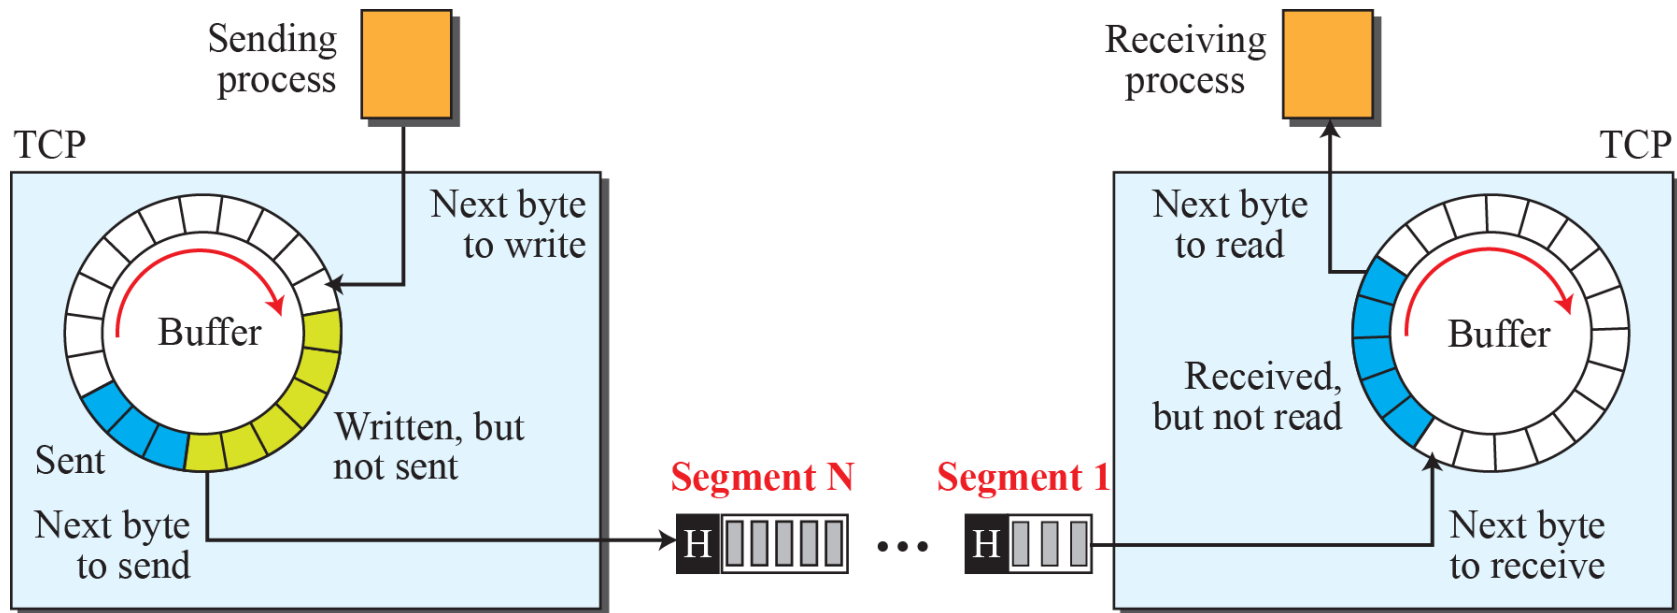 Sending
process
Receiving
process
TCP
TCP
Next byte
to write
Next byte
to read
Buffer
Buffer
Received,
but not read
Written, but
not sent
Sent
Segment N
Segment 1
Next byte
to send
H
...
H
Next byte
to receive